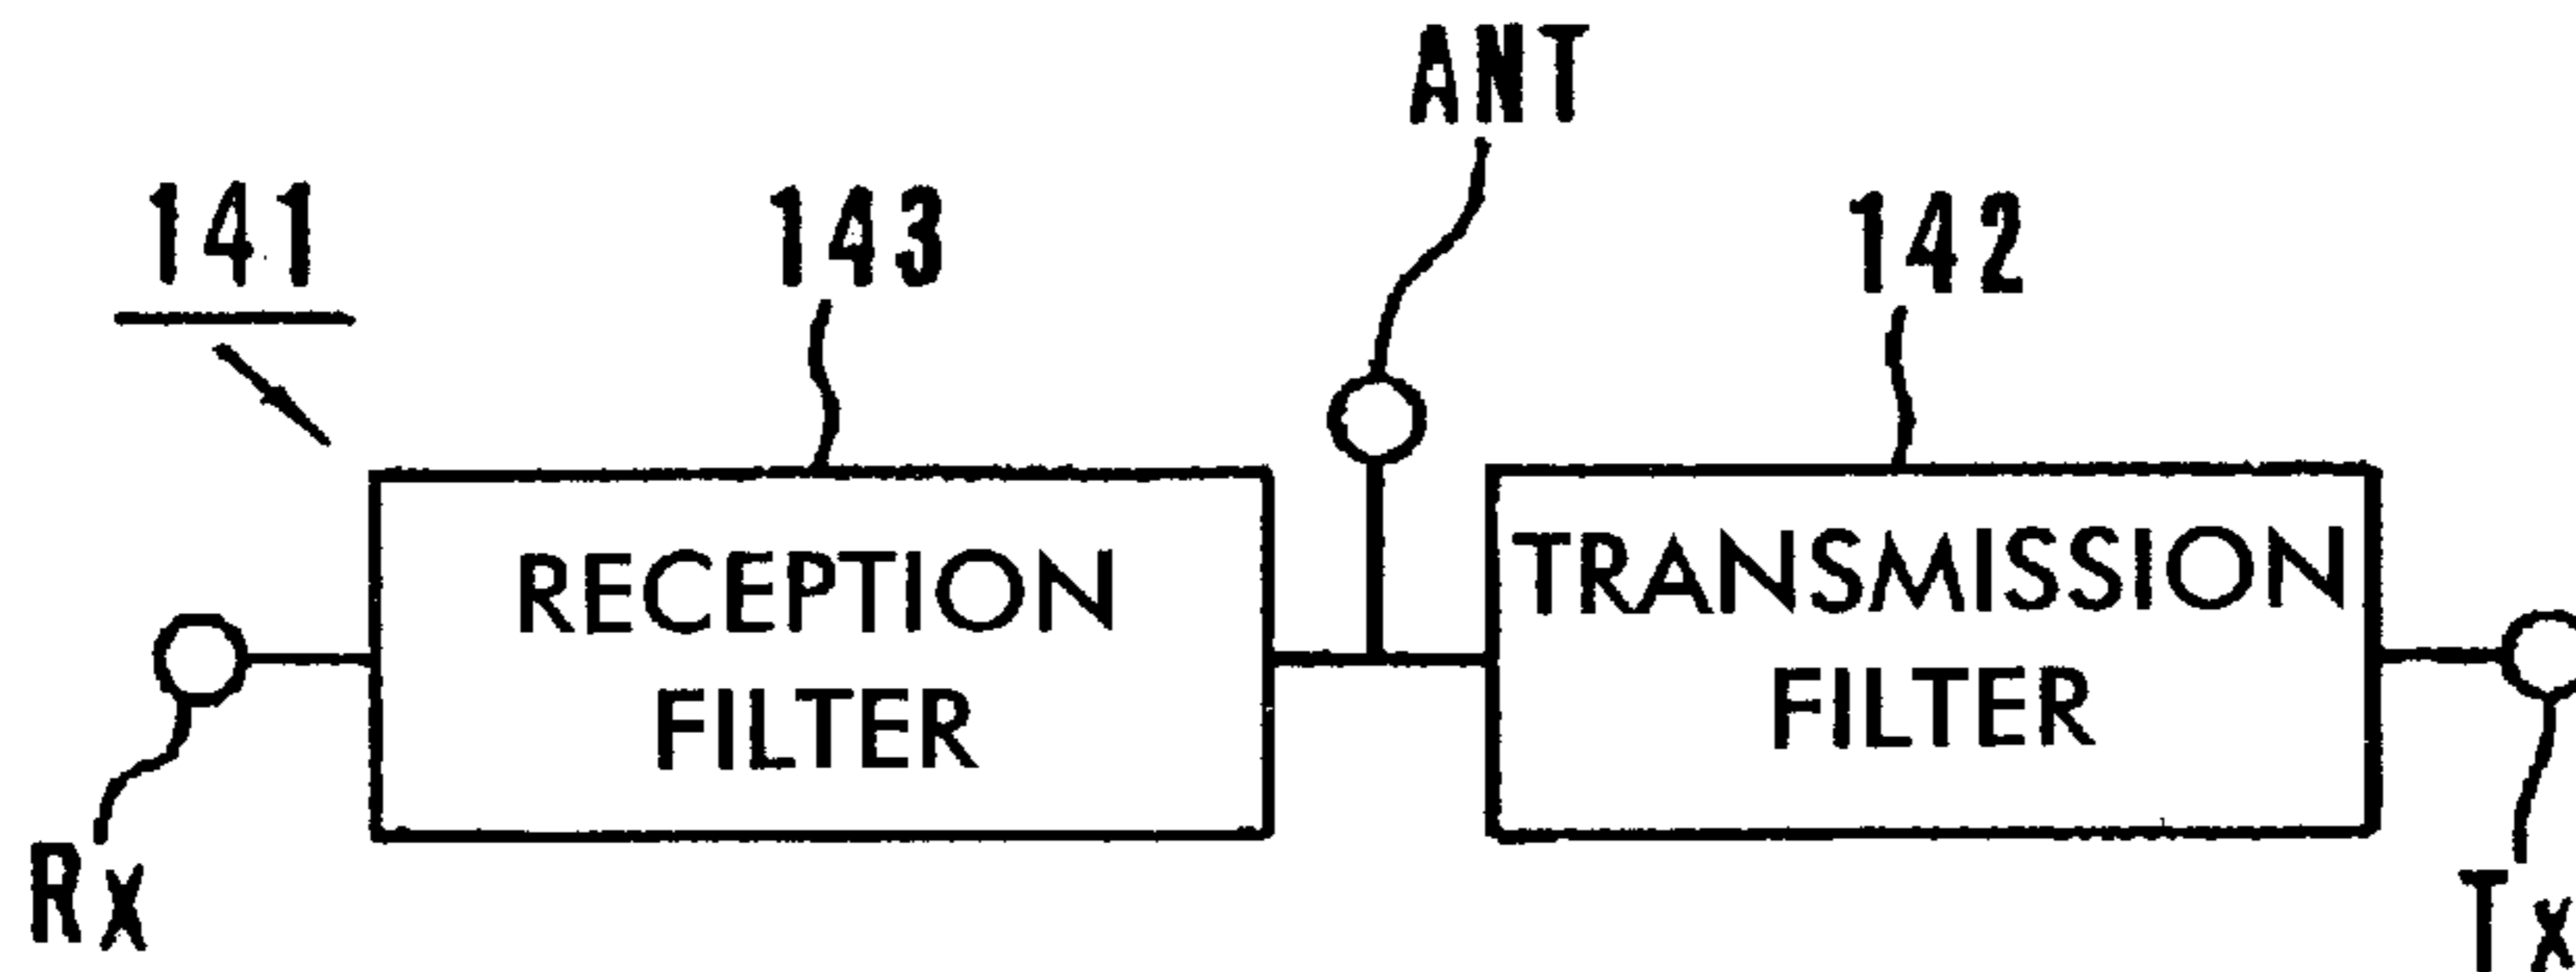 ANT
141
143
142
RECEPTION
FILTER
TRANSMISSION
FILTER
Rx
Tx